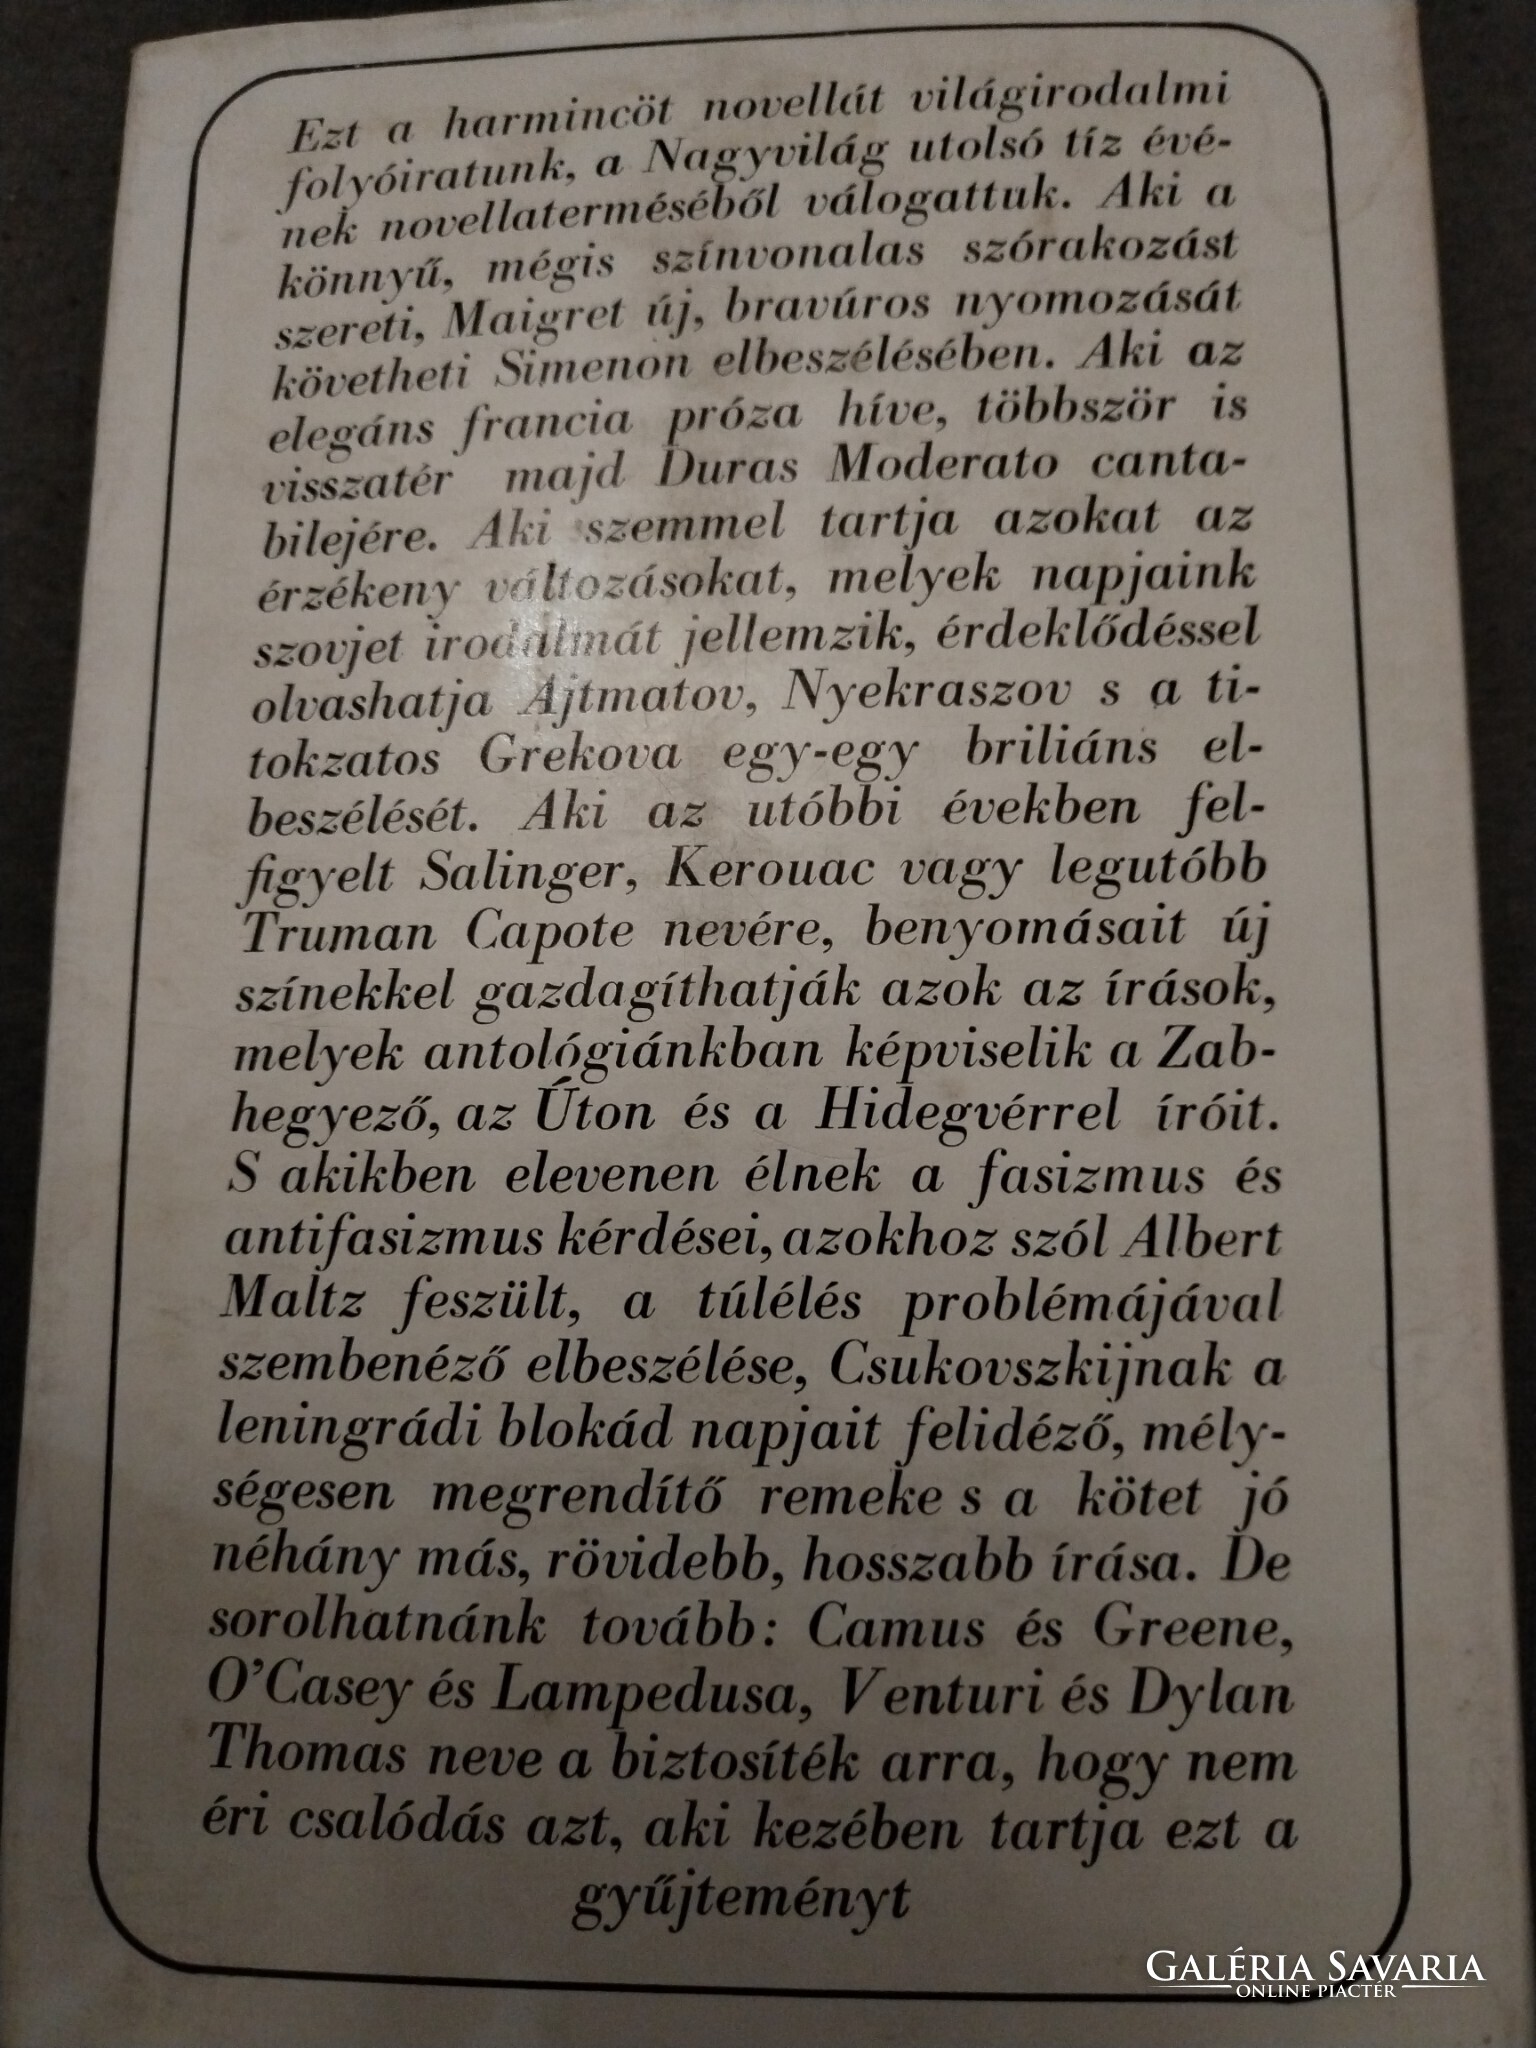 Ezt a harmincöt novellát világirodalmi
folyóiratunk, a Nagyvilág utolsó tíz évé-
nek novellaterméséből válogattuk. Aki a
könnyű, mégis színvonalas szórakozást
szereti, Maigret új, bravúros nyomozását
követheti Simenon elbeszélésében. Aki az
elegáns francia próza híve, többször is
visszatér majd Duras Moderato canta-
bilejére. Aki szemmel tartja azokat az
érzékeny változásokat, melyek napjaink
szovjet irodalmát jellemzik, érdeklődéssel
olvashatja Ajtmatov, Nyekraszov s a ti-
tokzatos Grekova egy-egy briliáns el-
beszélését. Aki az utóbbi években fel-
figyelt Salinger, Kerouac vagy legutóbb
Truman Capote nevére, benyomásait új
színekkel gazdagíthatják azok az írások,
melyek antológiánkban képviselik a Zab-
hegyező, az Úton és a Hidegvérrel íróit.
S akikben elevenen élnek a fasizmus és
antifasizmus kérdései, azokhoz szól Albert
Maltz feszült, a túlélés problémájával
szembenéző elbeszélése, Csukovszkijnak a
leningrádi blokád napjait felidéző, mély-
ségesen megrendítő remeke s a kötet jó
néhány más, rövidebb, hosszabb írása. De
sorolhatnánk tovább: Camus és Greene,
O'Casey és Lampedusa, Venturi és Dylan
Thomas neve a biztosíték arra, hogy nem
éri csalódás azt, aki kezében tartja ezt a
gyűjteményt
GALÉRIA SAVARIA
ONLINE PIACTÉR